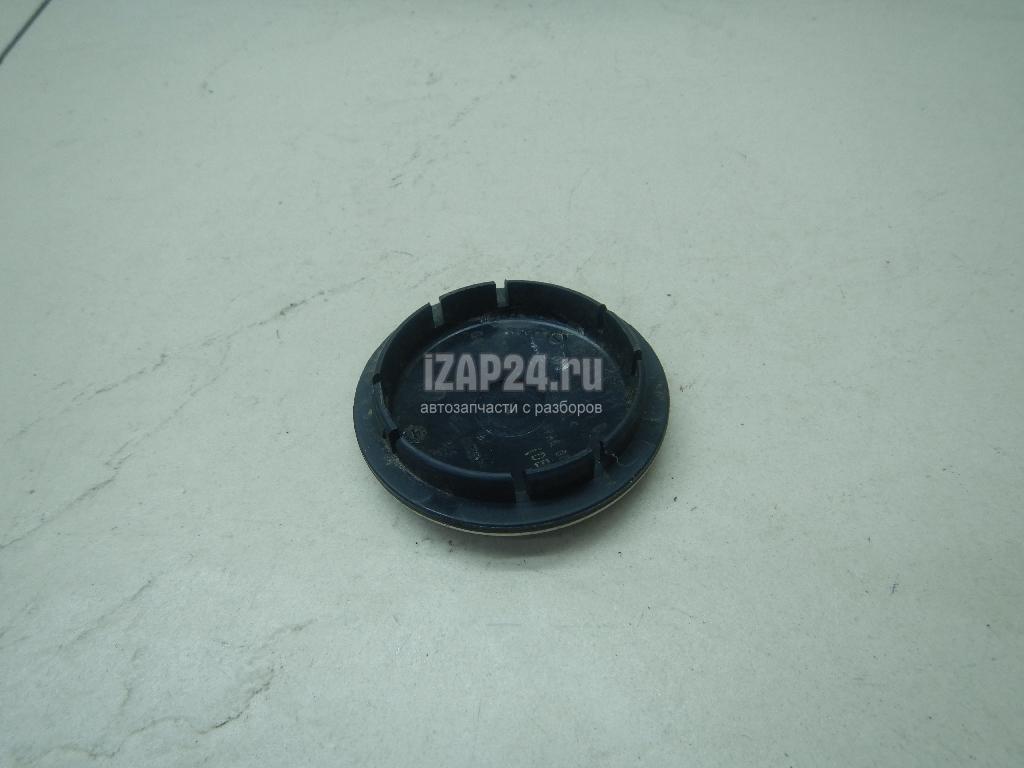 iZAP24.ru
автозапчасти с разборов